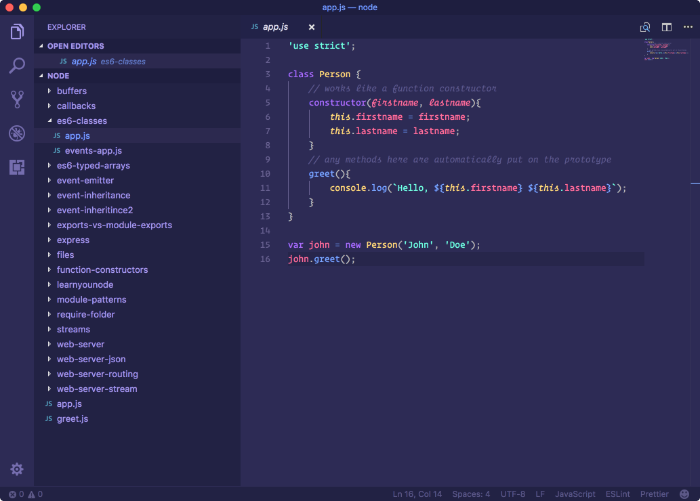 app.js — node
EXPLORER
OPEN EDITORS
JS app.js es6-classes
NODE
buffers
callbacks
es6-classes
JS app.js
JS events-app.js
es6-typed-arrays
event-emitter
event-inheritance
event-inheritince2
exports-vs-module-exports
express
files
function-constructors
learnyounode
module-patterns
require-folder
streams
web-server
web-server-json
web-server-routing
web-server-stream
JS app.js
JS greet.js
JS app.js
1 'use strict';
2
3 class Person {
4 // works like a function constructor
5 constructor(firstname, lastname){
6 this.firstname = firstname;
7 this.lastname = lastname;
8 }
9 // any methods here are automatically put on the prototype
10 greet(){
11 console.log(`Hello, ${this.firstname} ${this.lastname}`);
12 }
13 }
14
15 var john = new Person('John', 'Doe');
16 john.greet();
0 0 Ln 16, Col 14 Spaces: 4 UTF-8 LF JavaScript ESLint Prettier